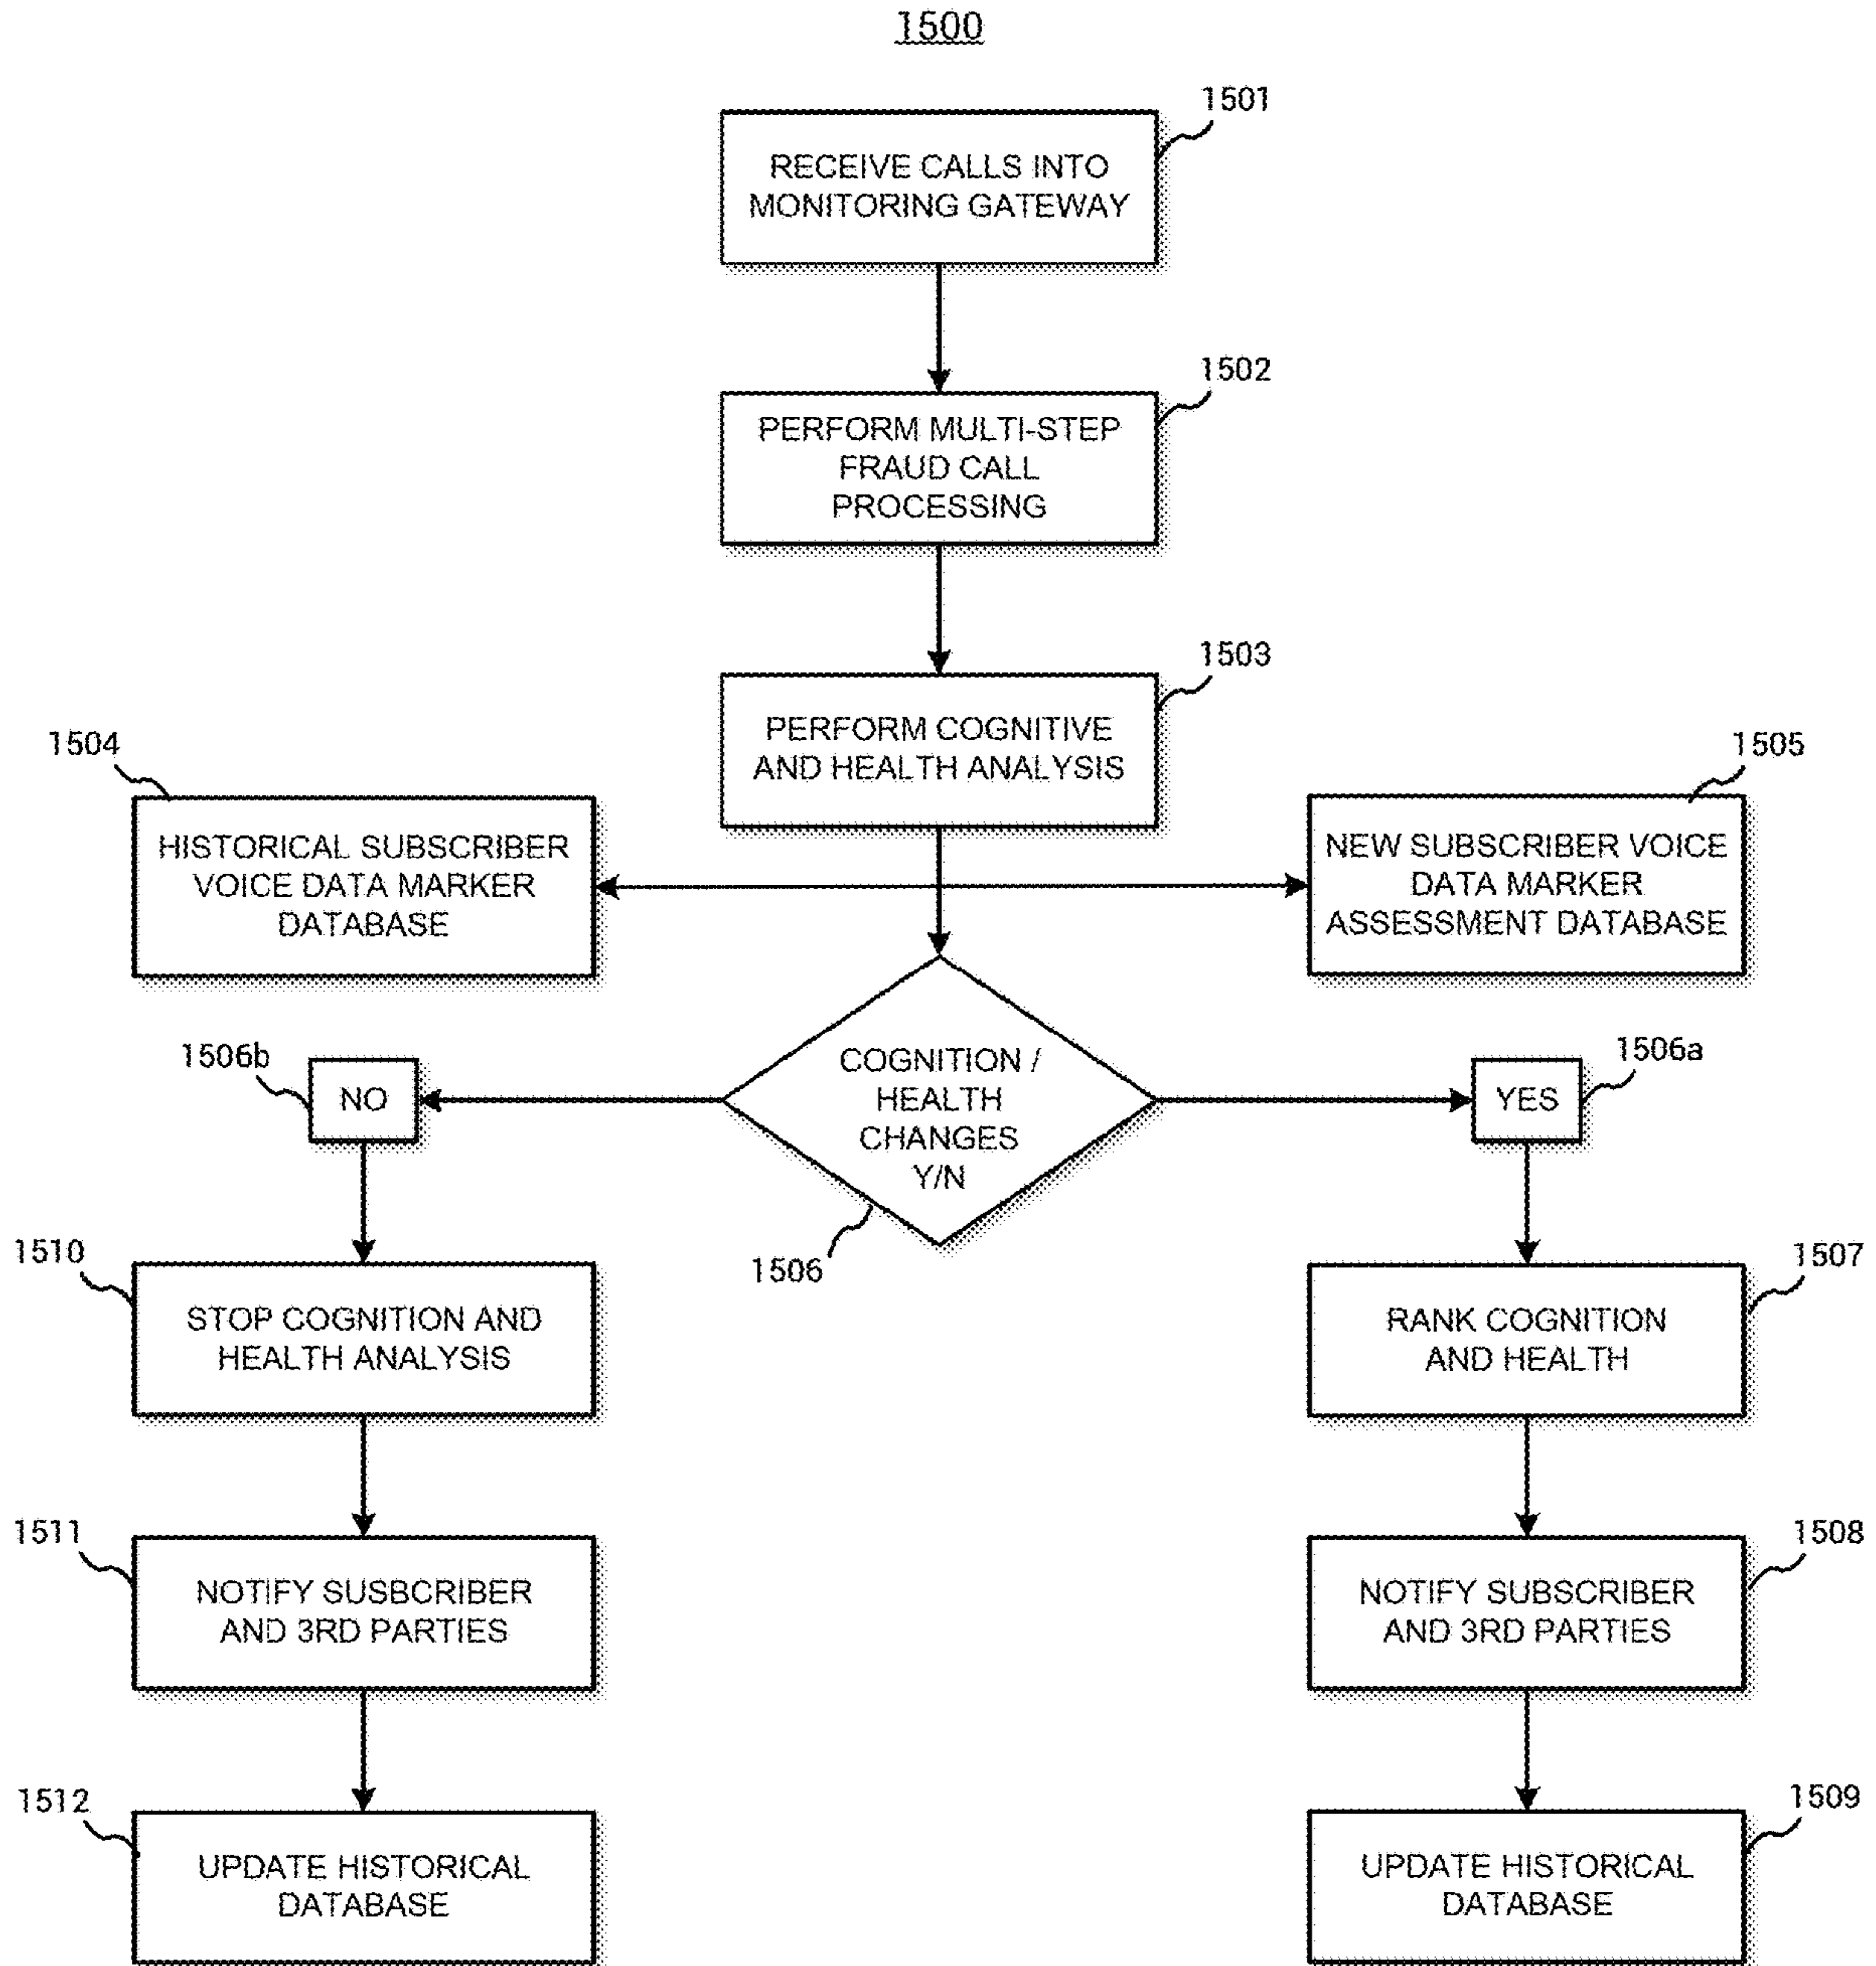 1500
1501
RECEIVE CALLS INTO
MONITORING GATEWAY
1502
PERFORM MULTI-STEP
FRAUD CALL
PROCESSING
1503
PERFORM COGNITIVE
AND HEALTH ANALYSIS
1504
HISTORICAL SUBSCRIBER
VOICE DATA MARKER
DATABASE
1505
NEW SUBSCRIBER VOICE
DATA MARKER
ASSESSMENT DATABASE
1506b
NO
COGNITION /
HEALTH
CHANGES
Y/N
1506
1506a
YES
1510
STOP COGNITION AND
HEALTH ANALYSIS
1507
RANK COGNITION
AND HEALTH
1511
NOTIFY SUSBCRIBER
AND 3RD PARTIES
1508
NOTIFY SUBSCRIBER
AND 3RD PARTIES
1512
UPDATE HISTORICAL
DATABASE
1509
UPDATE HISTORICAL
DATABASE